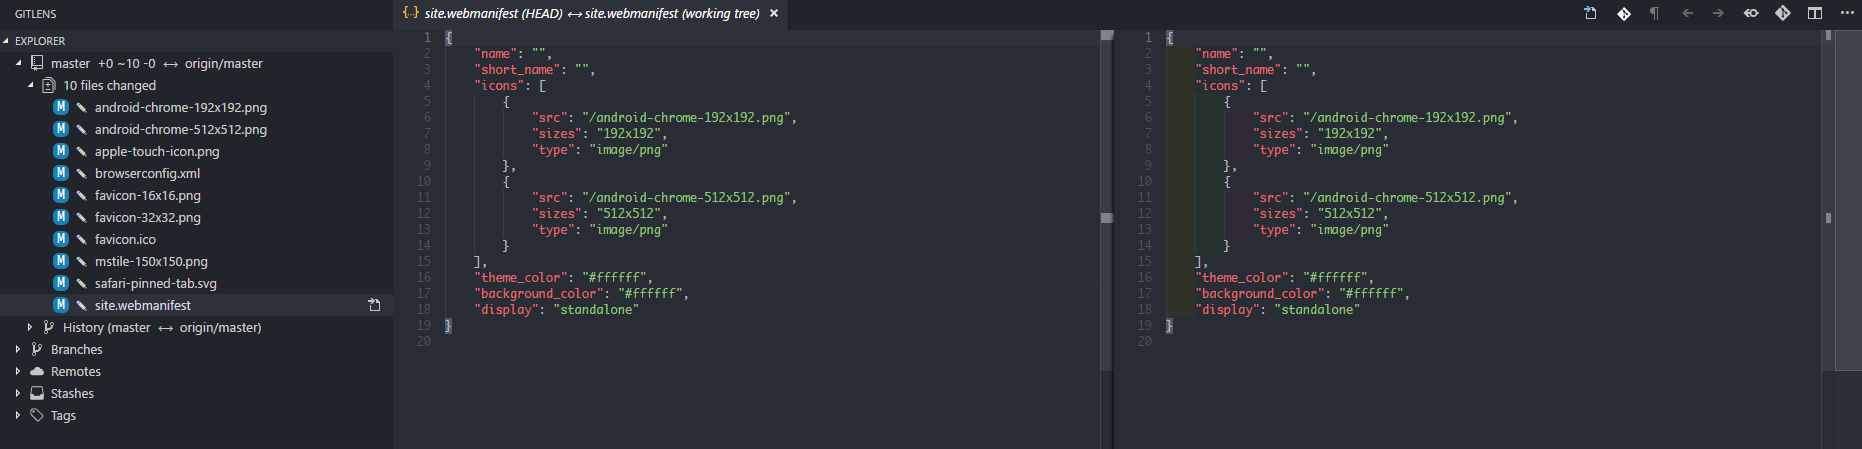 GITLENS
EXPLORER
master +0 ~10 -0 ↔ origin/master
10 files changed
M android-chrome-192x192.png
M android-chrome-512x512.png
M apple-touch-icon.png
M browserconfig.xml
M favicon-16x16.png
M favicon-32x32.png
M favicon.ico
M mstile-150x150.png
M safari-pinned-tab.svg
M site.webmanifest
History (master ↔ origin/master)
Branches
Remotes
Stashes
Tags
{..} site.webmanifest (HEAD) ↔ site.webmanifest (working tree) ×
1 {
2 "name": "",
3 "short_name": "",
4 "icons": [
5 {
6 "src": "/android-chrome-192x192.png",
7 "sizes": "192x192",
8 "type": "image/png"
9 },
10 {
11 "src": "/android-chrome-512x512.png",
12 "sizes": "512x512",
13 "type": "image/png"
14 }
15 ],
16 "theme_color": "#ffffff",
17 "background_color": "#ffffff",
18 "display": "standalone"
19 }
20
1 {
2 "name": "",
3 "short_name": "",
4 "icons": [
5 {
6 "src": "/android-chrome-192x192.png",
7 "sizes": "192x192",
8 "type": "image/png"
9 },
10 {
11 "src": "/android-chrome-512x512.png",
12 "sizes": "512x512",
13 "type": "image/png"
14 }
15 ],
16 "theme_color": "#ffffff",
17 "background_color": "#ffffff",
18 "display": "standalone"
19 }
20